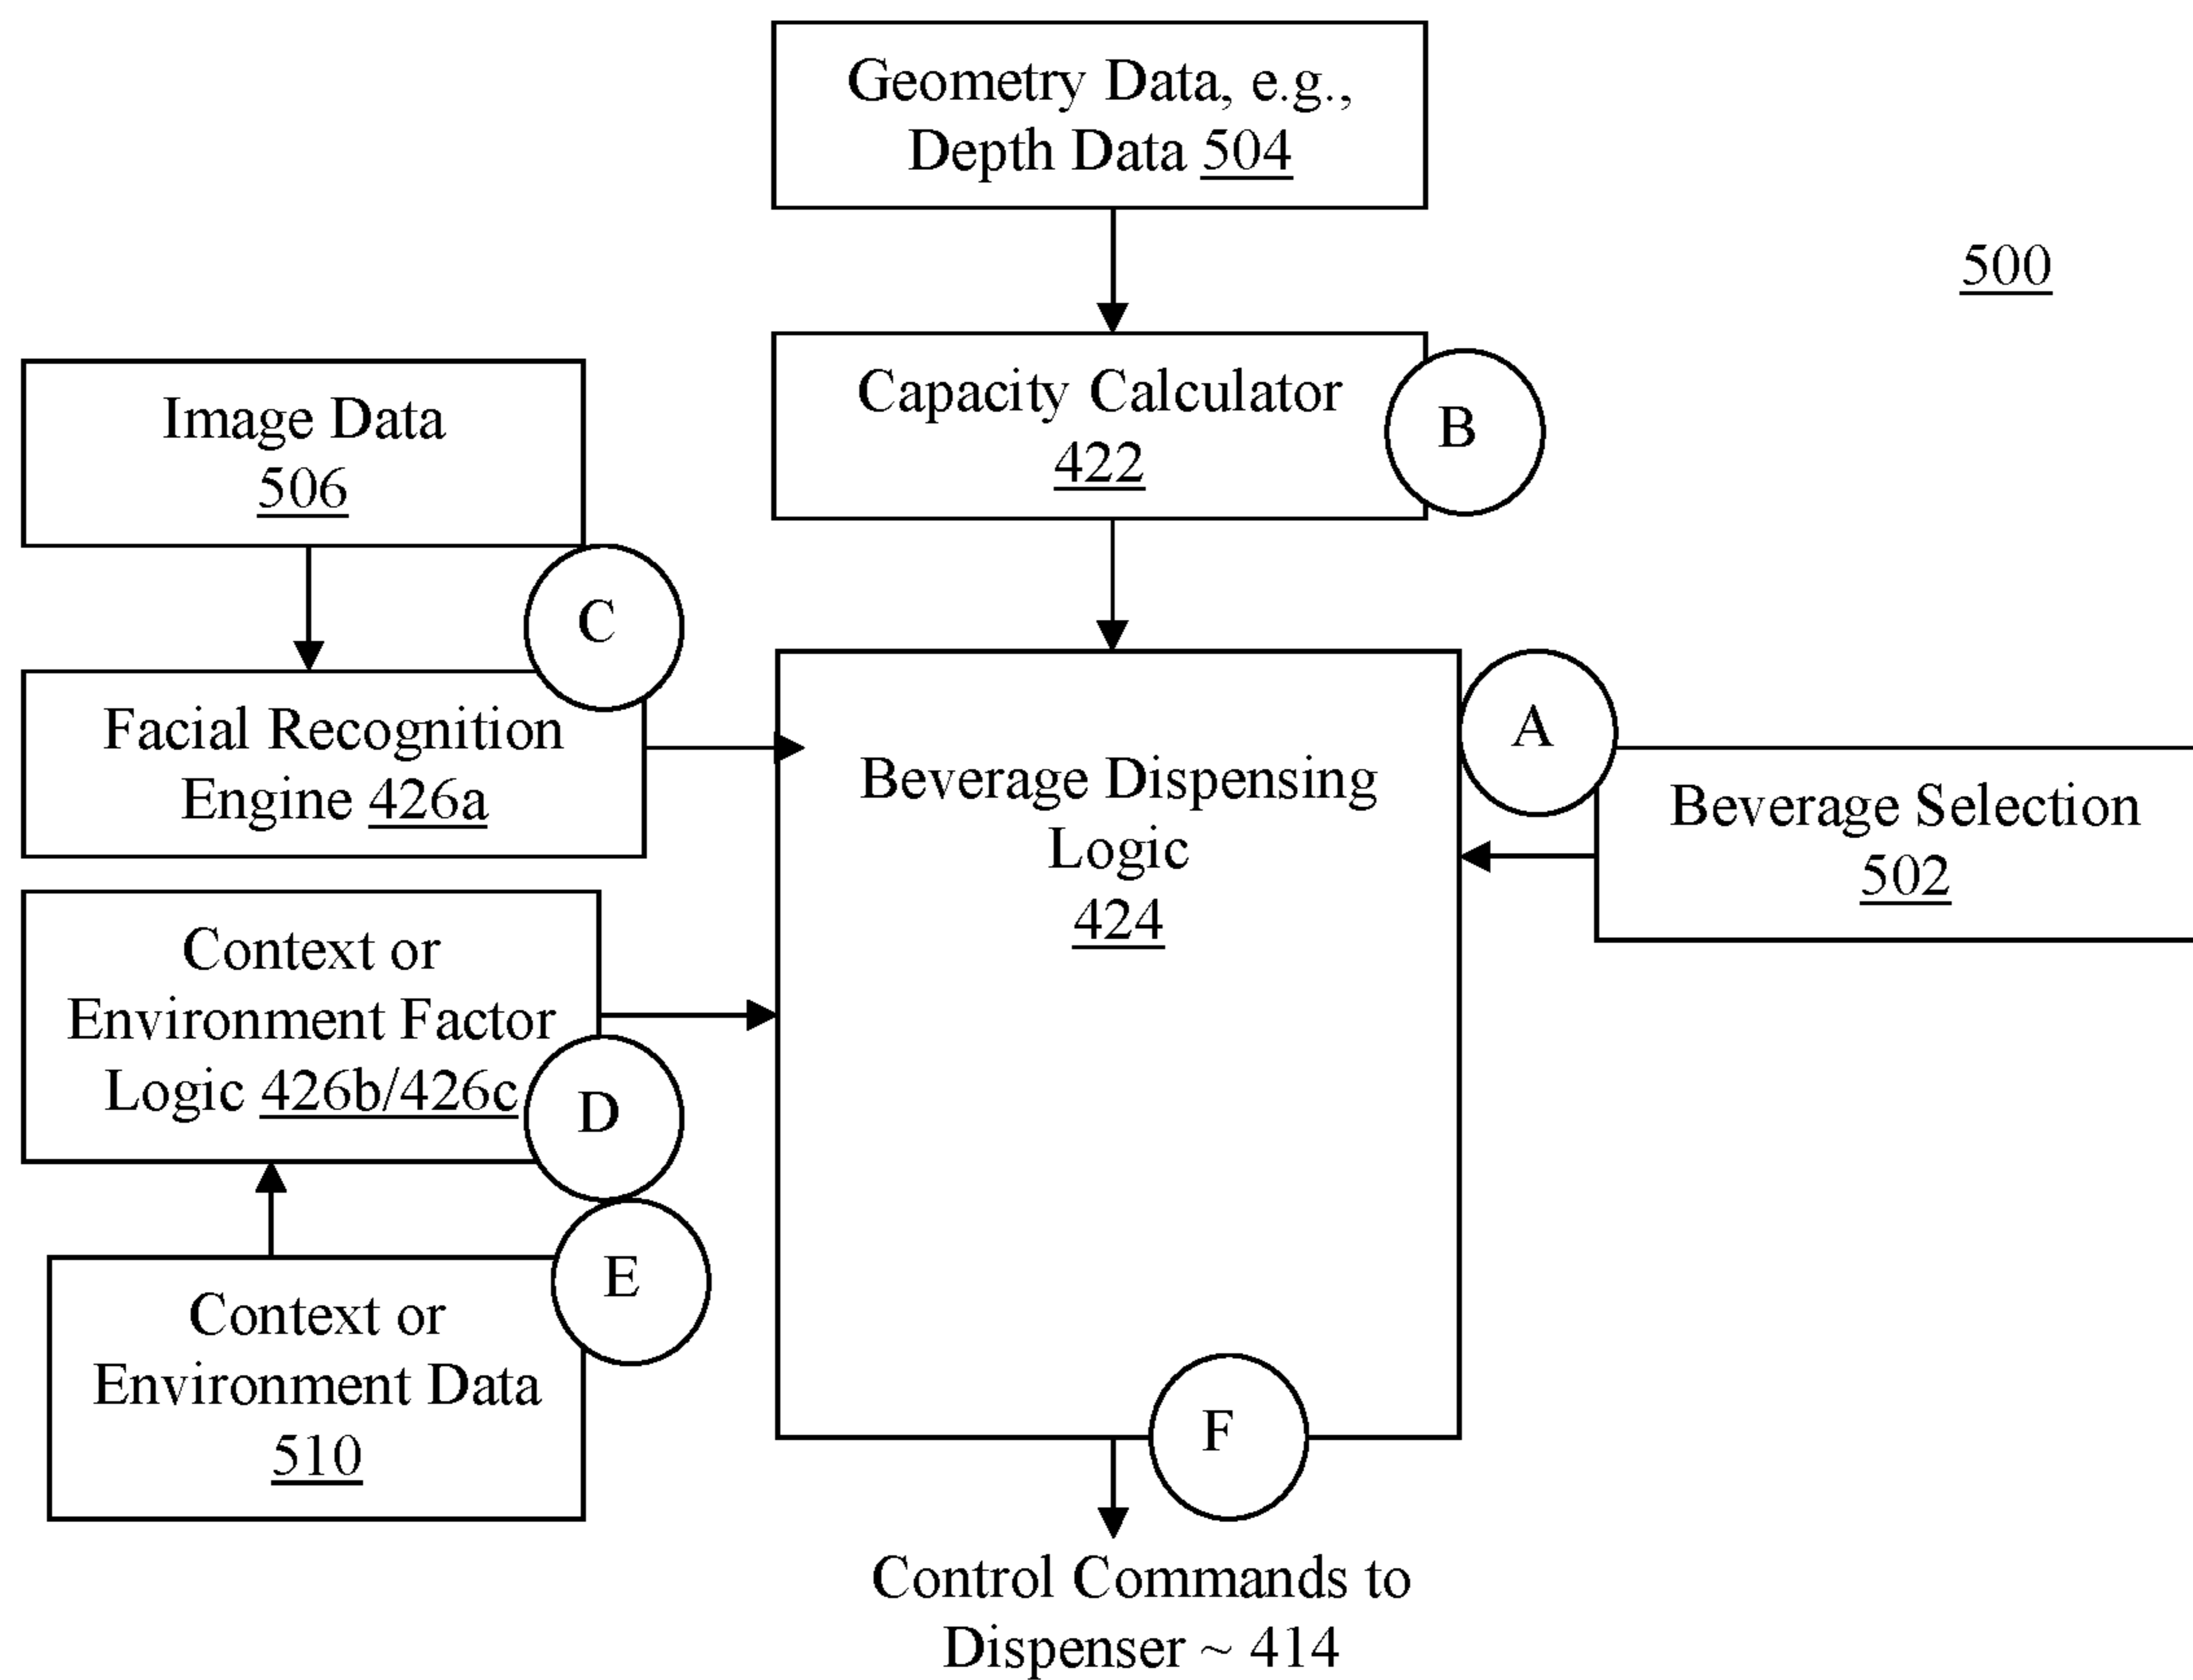 Geometry Data, e.g.,
Depth Data 504
500
Capacity Calculator
422
B
Image Data
506
C
Facial Recognition
Engine 426a
A
Beverage Dispensing
Logic
424
Beverage Selection
502
Context or
Environment Factor
Logic 426b/426c
D
E
Context or
Environment Data
510
F
Control Commands to
Dispenser ~ 414